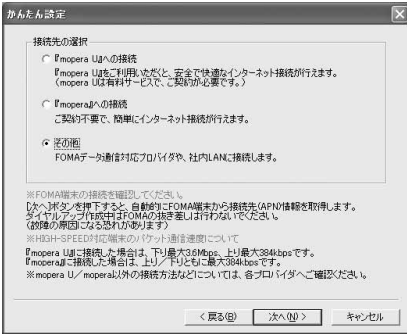 かんたん設定
接続先の選択
『mopera U』への接続
『mopera U』をご利用いただくと、安全で快適なインターネット接続が行えます。
(mopera Uは有料サービスで、ご契約が必要です。)
『mopera』への接続
ご契約不要で、簡単にインターネット接続が行えます。
その他
FOMAデータ通信対応プロバイダや、社内LANに接続します。
※FOMA端末の接続を確認してください。
[次へ]ボタンを押下すると、自動的にFOMA端末から接続先(APN)情報を取得します。
ダイヤルアップ作成中はFOMAの抜き差しは行わないでください。
(故障の原因になる恐れがあります)
※HIGH-SPEED対応端末のパケット通信速度について
『mopera U』に接続した場合は、下り最大3.6Mbps、上り最大384kbpsです。
『mopera』に接続した場合は、上り/下りともに最大384kbpsです。
※mopera U/mopera以外の接続方法などについては、各プロバイダへご確認ください。
< 戻る(B)
次へ(N) >
キャンセル